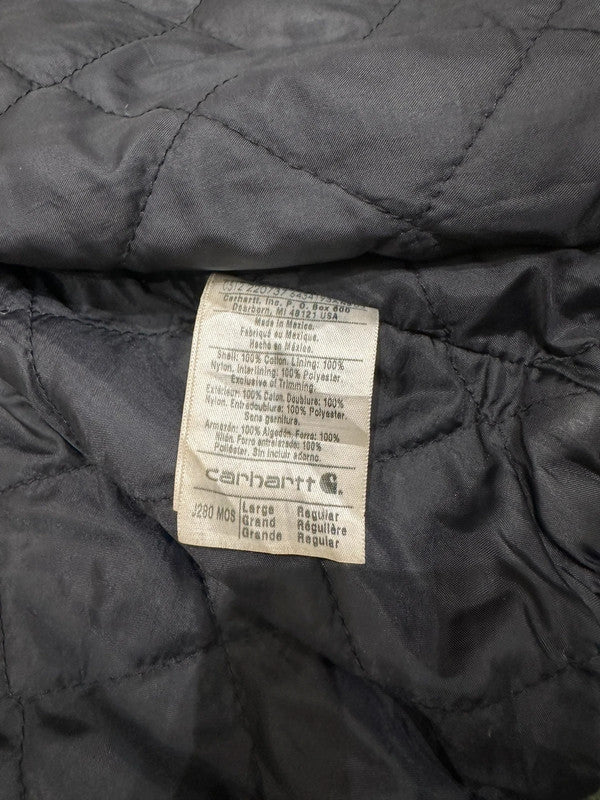 Carhartt, Inc. P. O. Box 600
Dearborn, MI 48121 USA
Made in Mexico.
Fabriqué au Mexique.
Hecho en México.
Shell: 100% Cotton. Lining: 100%
Nylon. Interlining: 100% Polyester
Exclusive of Trimming.
Extérieur: 100% Coton. Doublure: 100%
Nylon. Entredoublure: 100% Polyester.
Sans garniture.
Armazón: 100% Algodón. Forro: 100%
Nilón. Forro entrelazado: 100%
Poliéster. Sin incluir adorno.
carhartt
J280 MOS
Large Regular
Grand Régulière
Grande Regular